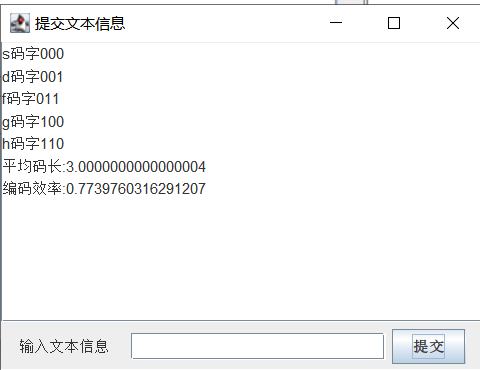 提交文本信息
s码字000
d码字001
f码字011
g码字100
h码字110
平均码长:3.0000000000000004
编码效率:0.7739760316291207
输入文本信息
提交